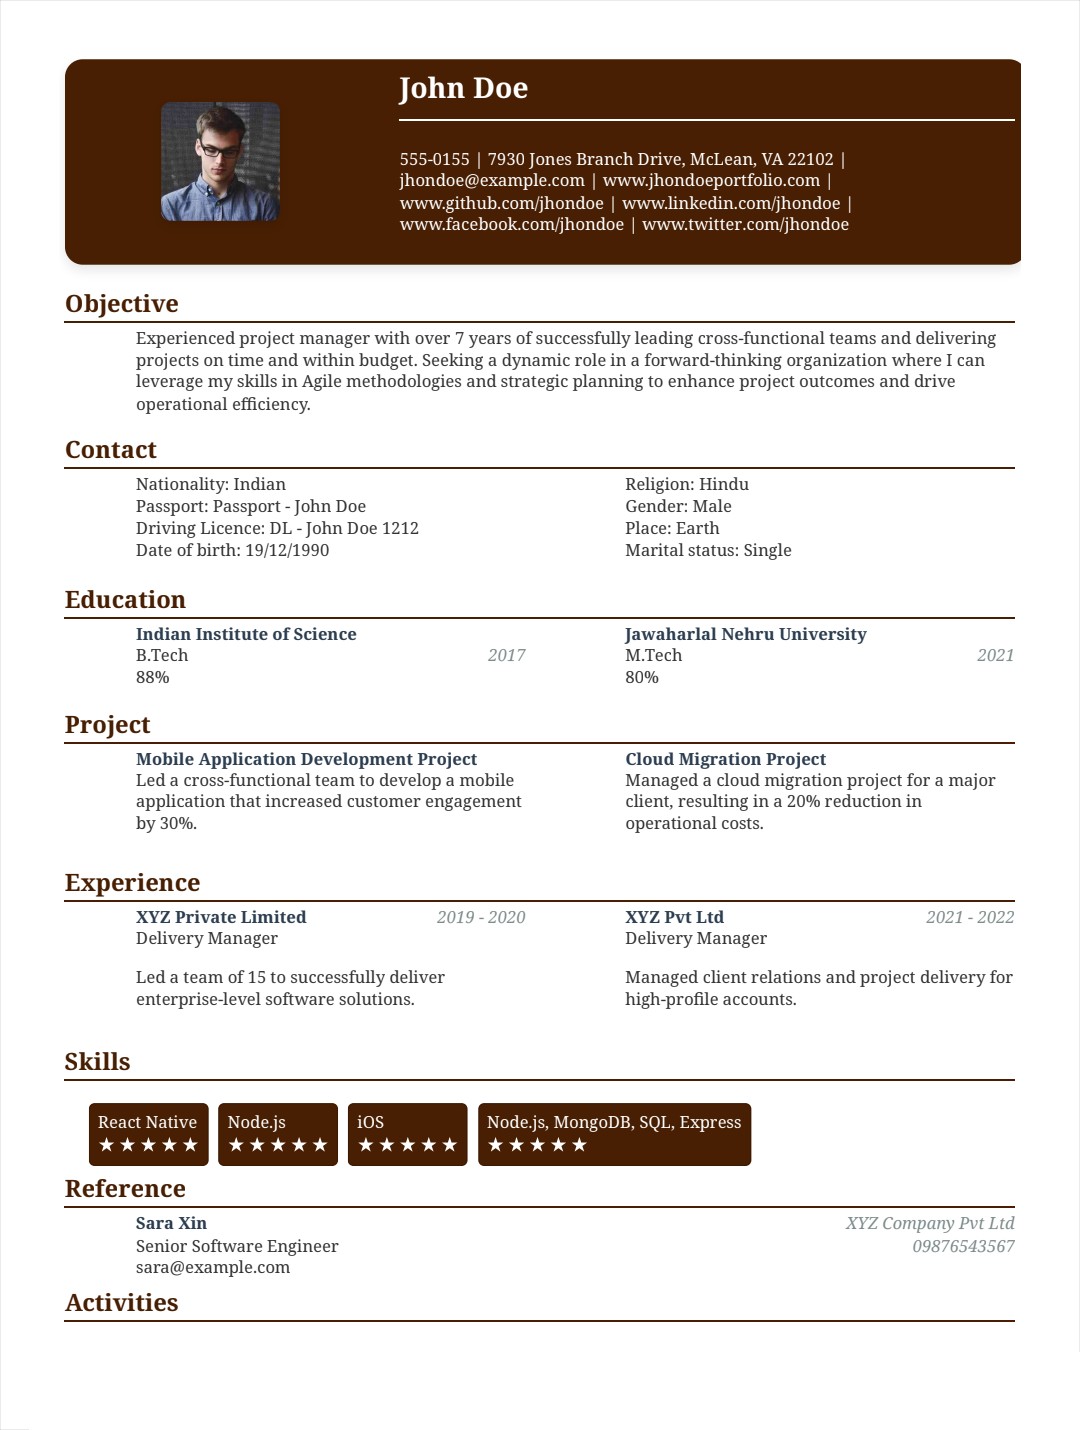 John Doe
555-0155 | 7930 Jones Branch Drive, McLean, VA 22102 |
jhondoe@example.com | www.jhondoeportfolio.com |
www.github.com/jhondoe | www.linkedin.com/jhondoe |
www.facebook.com/jhondoe | www.twitter.com/jhondoe
Objective
Experienced project manager with over 7 years of successfully leading cross-functional teams and delivering
projects on time and within budget. Seeking a dynamic role in a forward-thinking organization where I can
leverage my skills in Agile methodologies and strategic planning to enhance project outcomes and drive
operational efficiency.
Contact
Nationality: Indian
Passport: Passport - John Doe
Driving Licence: DL - John Doe 1212
Date of birth: 19/12/1990
Religion: Hindu
Gender: Male
Place: Earth
Marital status: Single
Education
Indian Institute of Science
B.Tech 2017
88%
Jawaharlal Nehru University
M.Tech 2021
80%
Project
Mobile Application Development Project
Led a cross-functional team to develop a mobile
application that increased customer engagement
by 30%.
Cloud Migration Project
Managed a cloud migration project for a major
client, resulting in a 20% reduction in
operational costs.
Experience
XYZ Private Limited 2019 - 2020
Delivery Manager
Led a team of 15 to successfully deliver
enterprise-level software solutions.
XYZ Pvt Ltd 2021 - 2022
Delivery Manager
Managed client relations and project delivery for
high-profile accounts.
Skills
React Native
★★★★★
Node.js
★★★★★
iOS
★★★★★
Node.js, MongoDB, SQL, Express
★★★★★
Reference
Sara Xin XYZ Company Pvt Ltd
Senior Software Engineer 09876543567
sara@example.com
Activities